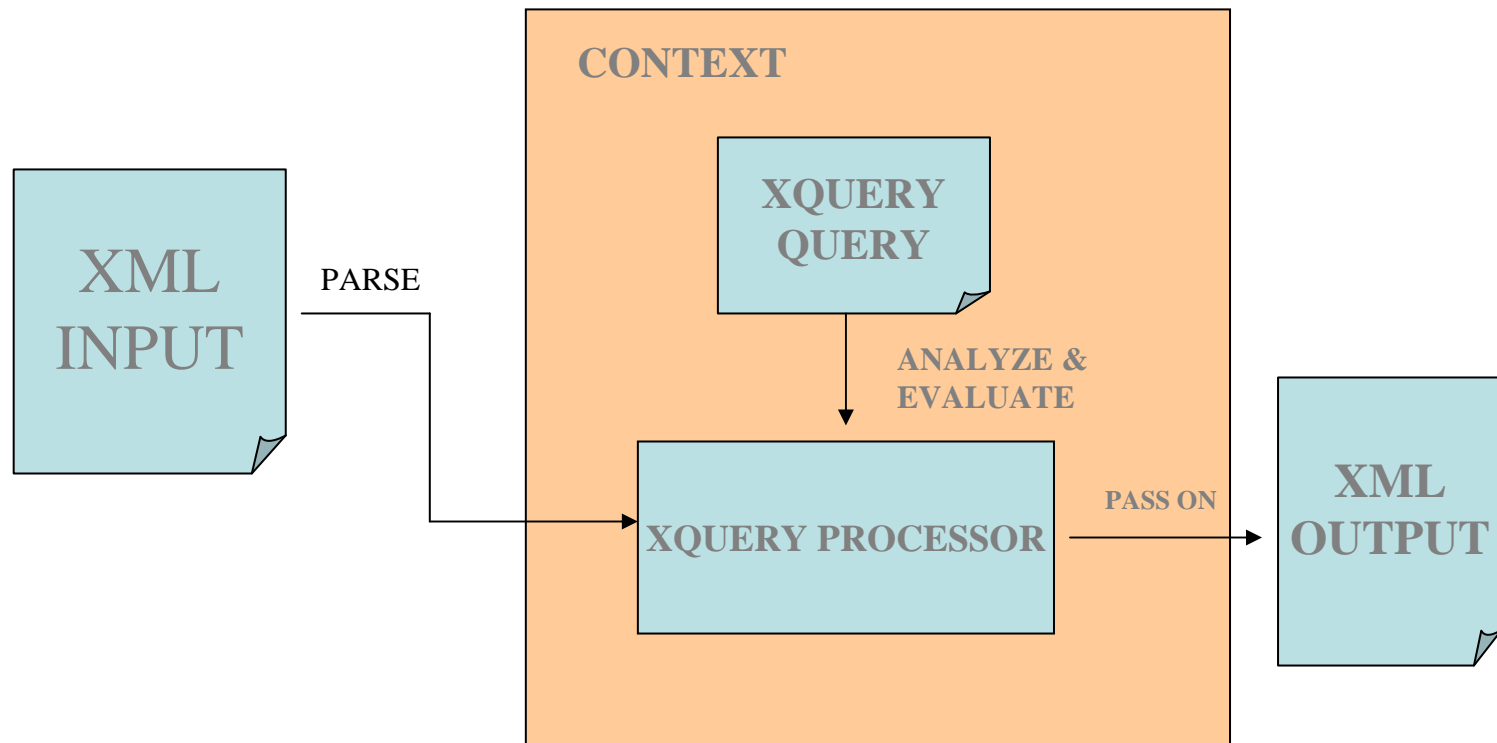 CONTEXT
XQUERY
QUERY
XML
INPUT
PARSE
ANALYZE &
EVALUATE
XQUERY PROCESSOR
PASS ON
XML
OUTPUT